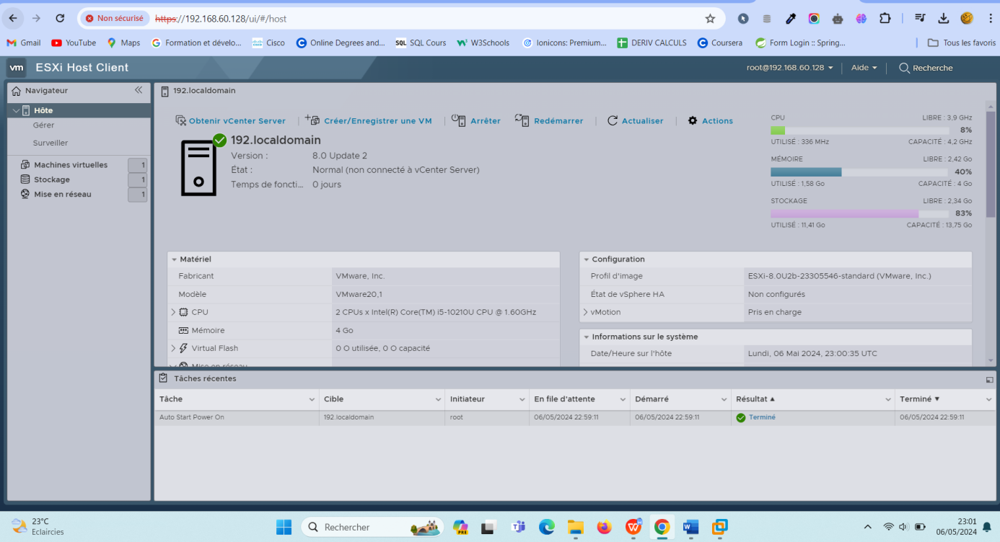 Non sécurisé https://192.168.60.128/ui/#/host
Gmail YouTube Maps Formation et dévelo... Cisco Online Degrees and... SQL Cours W3Schools Ionicons: Premium... DERIV CALCULS Coursera Form Login :: Spring... Tous les favoris
vm ESXi Host Client root@192.168.60.128 Aide Recherche
Navigateur
Hôte
Gérer
Surveiller
Machines virtuelles 1
Stockage 1
Mise en réseau 1
192.localdomain
Obtenir vCenter Server Créer/Enregistrer une VM Arrêter Redémarrer Actualiser Actions
192.localdomain
Version : 8.0 Update 2
État : Normal (non connecté à vCenter Server)
Temps de foncti... 0 jours
CPU LIBRE : 3,9 GHz
8%
UTILISÉ : 336 MHz CAPACITÉ : 4,2 GHz
MÉMOIRE LIBRE : 2,42 Go
40%
UTILISÉ : 1,58 Go CAPACITÉ : 4 Go
STOCKAGE LIBRE : 2,34 Go
83%
UTILISÉ : 11,41 Go CAPACITÉ : 13,75 Go
Matériel
Fabricant VMware, Inc.
Modèle VMware20,1
CPU 2 CPUs x Intel(R) Core(TM) i5-10210U CPU @ 1.60GHz
Mémoire 4 Go
Virtual Flash 0 O utilisée, 0 O capacité
Mise en réseau
Configuration
Profil d'image ESXi-8.0U2b-23305546-standard (VMware, Inc.)
État de vSphere HA Non configurés
vMotion Pris en charge
Informations sur le système
Date/Heure sur l'hôte Lundi, 06 Mai 2024, 23:00:35 UTC
Tâches récentes
Tâche Cible Initiateur En file d'attente Démarré Résultat Terminé
Auto Start Power On 192.localdomain root 06/05/2024 22:59:11 06/05/2024 22:59:11 Terminé 06/05/2024 22:59:11
23°C
Eclaircies
Rechercher
PRE
23:01
06/05/2024